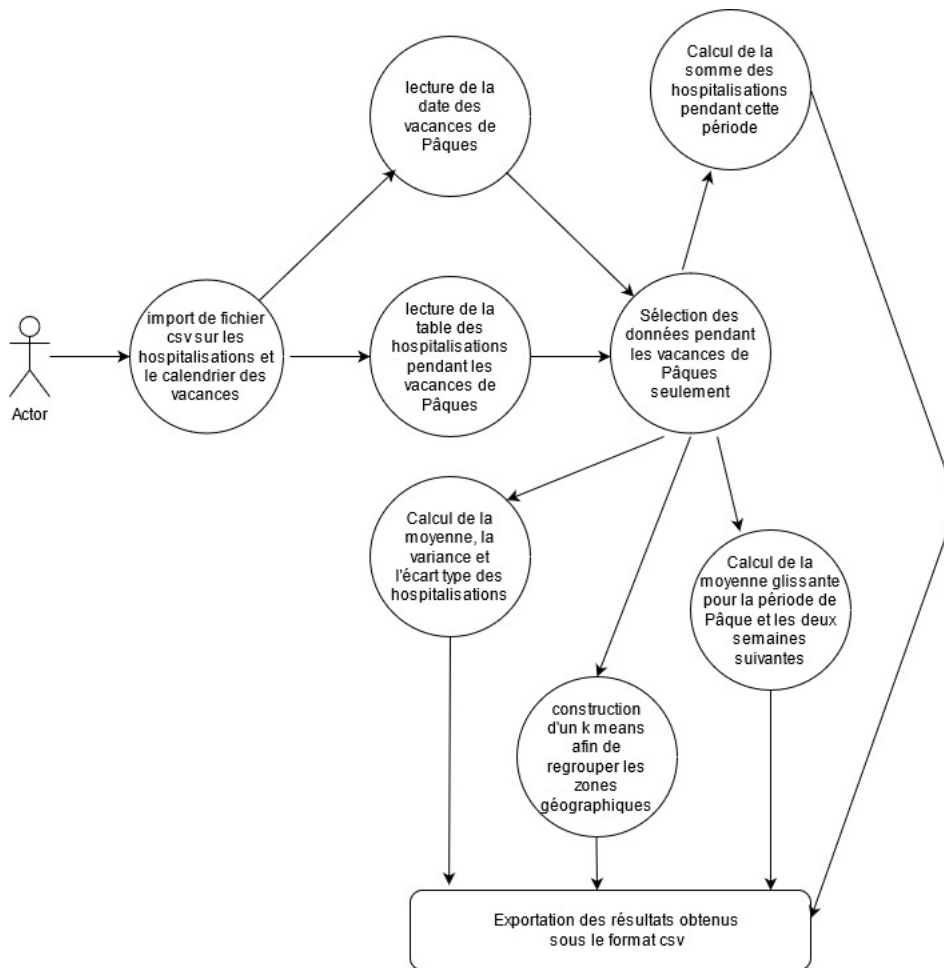 Calcul de la
somme des
hospitalisations
pendant cette
période
lecture de la
date des
vacances de
Pâques
import de fichier
csv sur les
hospitalisations et
le calendrier des
vacances
lecture de la
table des
hospitalisations
pendant les
vacances de
Pâques
Sélection des
données pendant
les vacances de
Pâques
seulement
Actor
Calcul de la
moyenne, la
variance et
l'écart type des
hospitalisations
Calcul de la
moyenne glissante
pour la période de
Pâque et les deux
semaines
suivantes
construction
d'un k means
afin de
regrouper les
zones
géographiques
Exportation des résultats obtenus
sous le format csv